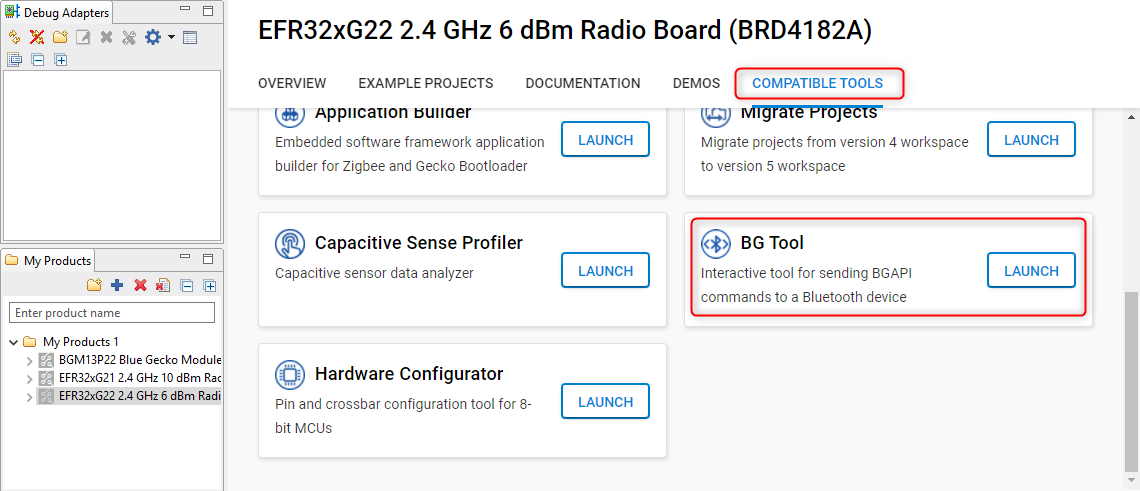 Debug Adapters
My Products
Enter product name
My Products 1
BGM13P22 Blue Gecko Module
EFR32xG21 2.4 GHz 10 dBm Rac
EFR32xG22 2.4 GHz 6 dBm Radi
EFR32xG22 2.4 GHz 6 dBm Radio Board (BRD4182A)
OVERVIEW EXAMPLE PROJECTS DOCUMENTATION DEMOS COMPATIBLE TOOLS
Application Builder
Embedded software framework application
builder for Zigbee and Gecko Bootloader
LAUNCH
Migrate Projects
Migrate projects from version 4 workspace
to version 5 workspace
LAUNCH
Capacitive Sense Profiler
Capacitive sensor data analyzer
LAUNCH
BG Tool
Interactive tool for sending BGAPI
commands to a Bluetooth device
LAUNCH
Hardware Configurator
Pin and crossbar configuration tool for 8-
bit MCUs
LAUNCH